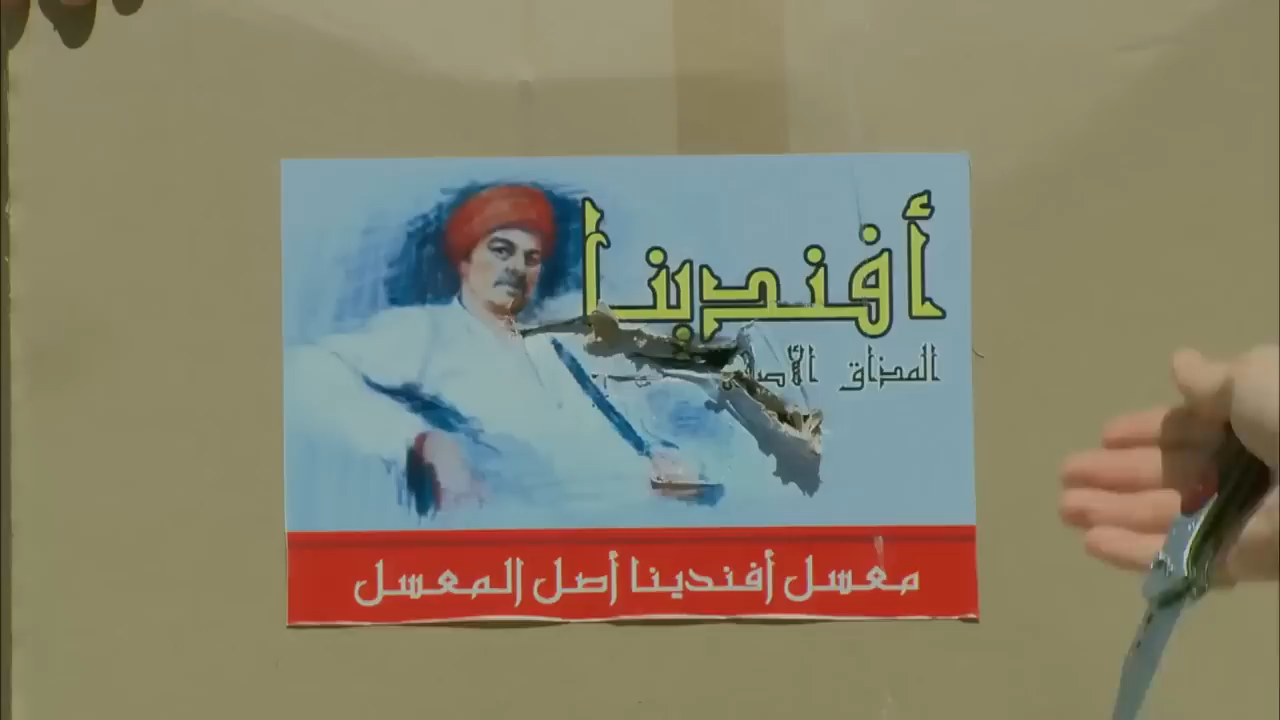 أفندينا
المذاق
معسل أفندينا أصل المعسل